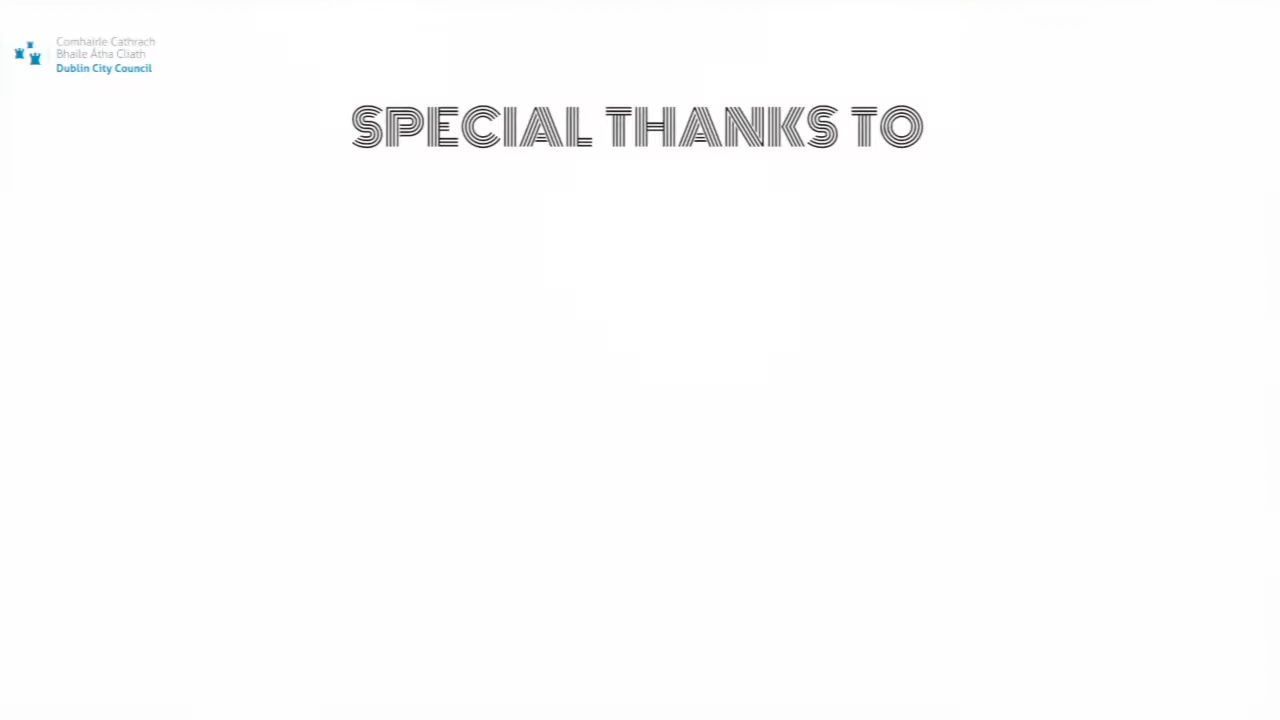 Comhairle Cathrach
Bhaile Átha Cliath
Dublin City Council
SPECIAL THANKS TO